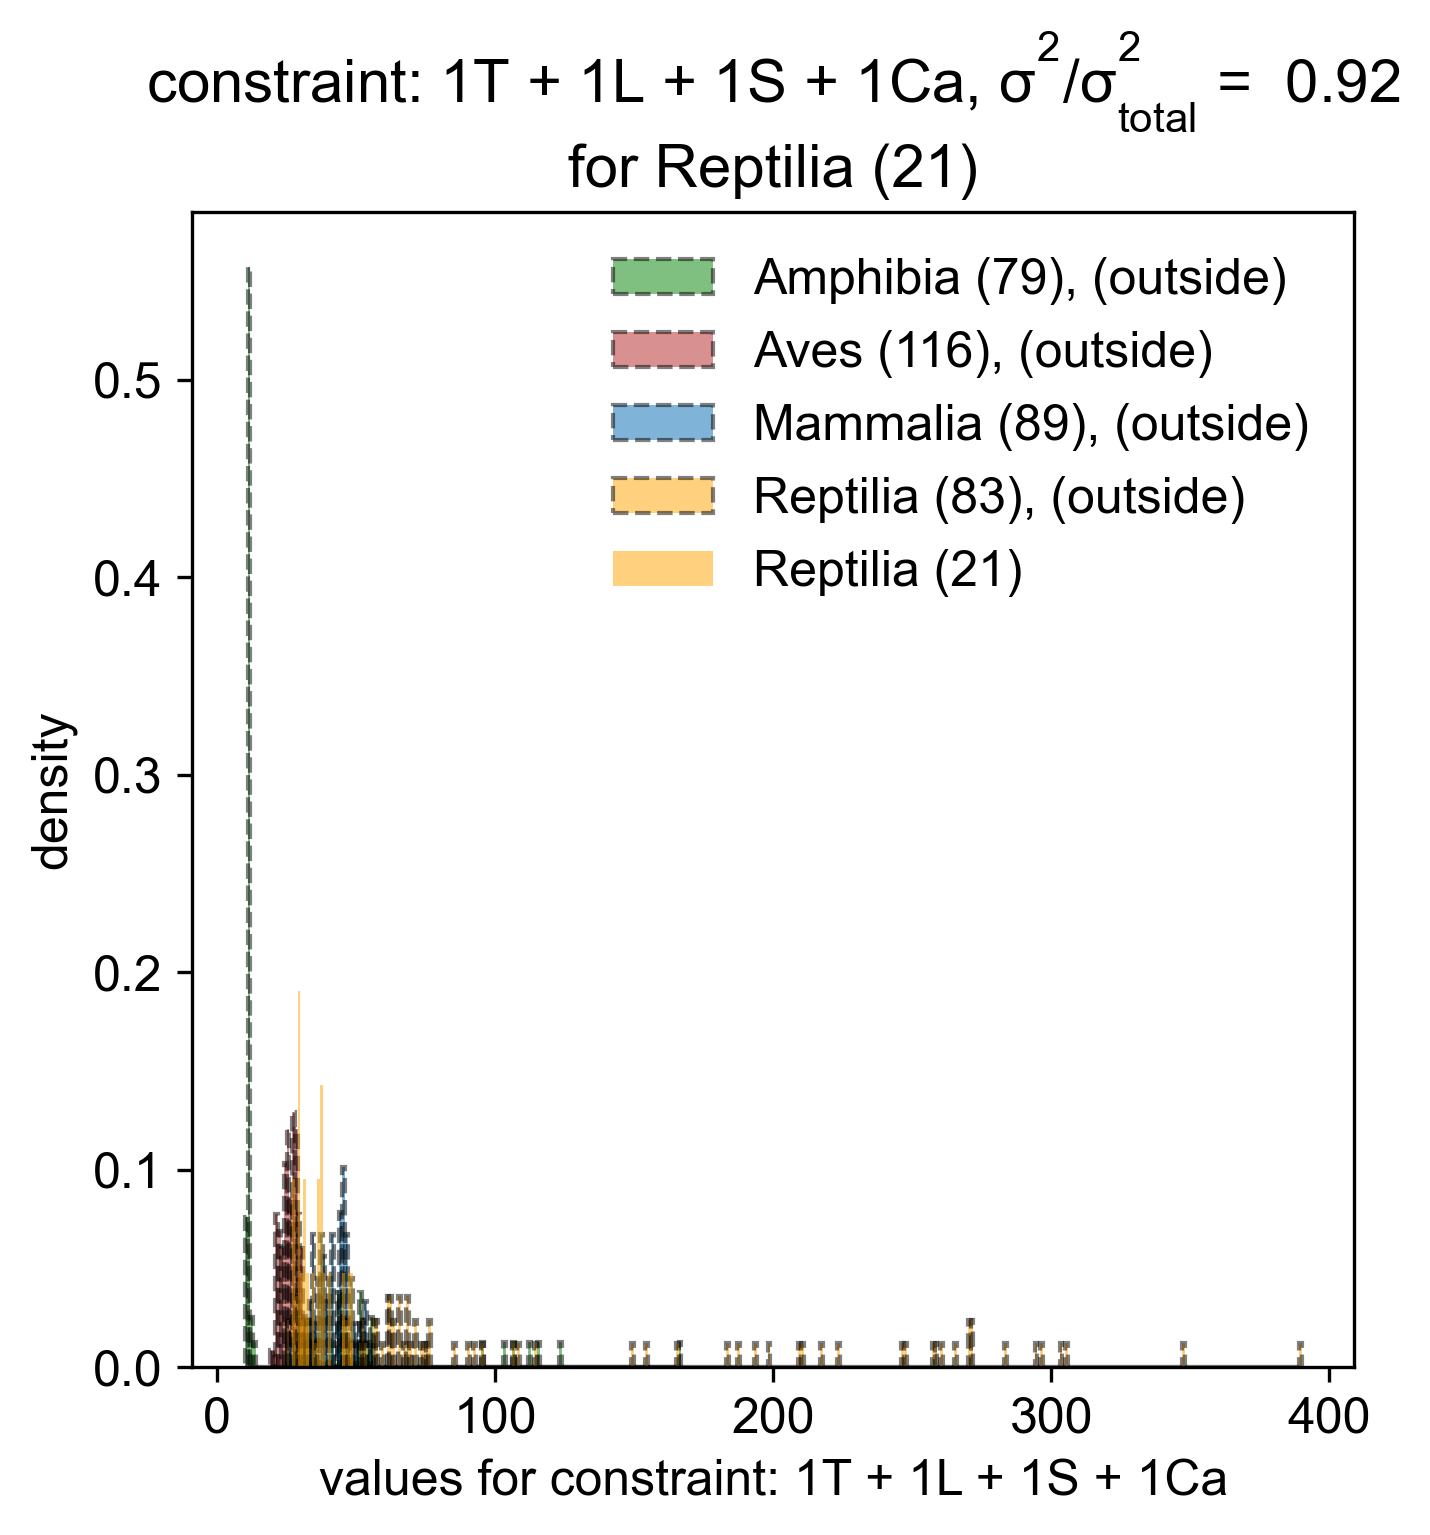 constraint: 1T + 1L + 1S + 1Ca, σ²/σ²total = 0.92
for Reptilia (21)
Amphibia (79), (outside)
Aves (116), (outside)
Mammalia (89), (outside)
Reptilia (83), (outside)
Reptilia (21)
density
0.5
0.4
0.3
0.2
0.1
0.0
0
100
200
300
400
values for constraint: 1T + 1L + 1S + 1Ca